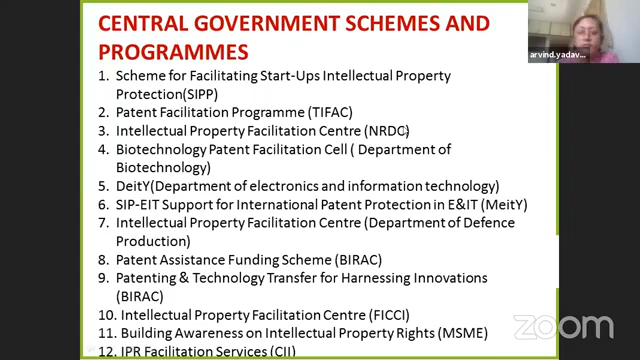 CENTRAL GOVERNMENT SCHEMES AND
PROGRAMMES
1. Scheme for Facilitating Start-Ups Intellectual Property
Protection(SIPP)
2. Patent Facilitation Programme (TIFAC)
3. Intellectual Property Facilitation Centre (NRDC)
4. Biotechnology Patent Facilitation Cell ( Department of
Biotechnology)
5. DeitY(Department of electronics and information technology)
6. SIP-EIT Support for International Patent Protection in E&IT (MeitY)
7. Intellectual Property Facilitation Centre (Department of Defence
Production)
8. Patent Assistance Funding Scheme (BIRAC)
9. Patenting & Technology Transfer for Harnessing Innovations
(BIRAC)
10. Intellectual Property Facilitation Centre (FICCI)
11. Building Awareness on Intellectual Property Rights (MSME)
12. IPR Facilitation Services (CII)
arvind.yadav...
zoom